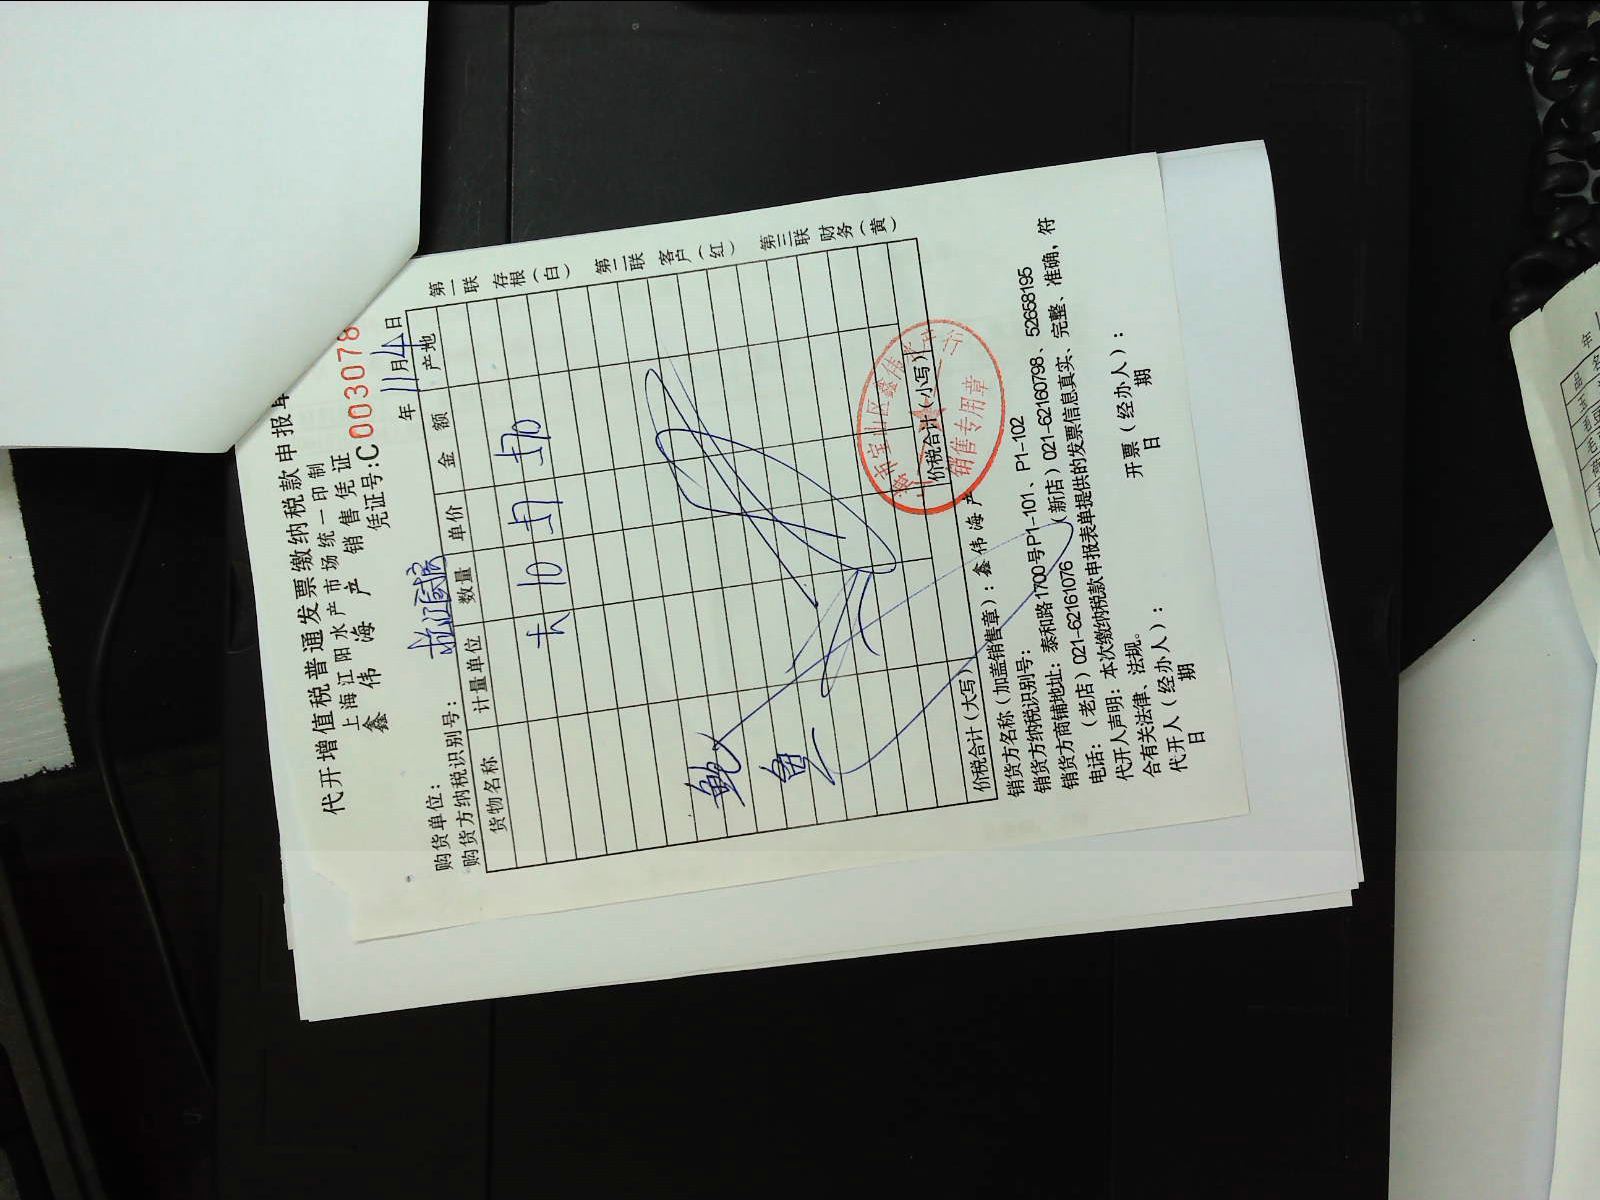 代开增值税普通发票缴纳税款申报单
上海江阳水产市场统一印制
鑫伟海产 销售凭证
凭证号:C003078
年11月4日
购货单位:
购货方纳税识别号:
货物名称 计量单位 数量 单价 金额 产地
大 10
鲍
鱼
价税合计(大写) 价税合计(小写)
销货方名称(加盖销售章):鑫伟海产
销货方纳税识别号:
销货方商铺地址:泰和路1700号P1-101、P1-102
电话:(老店)021-62161076 (新店)021-62160798、52658195
代开人声明:本次缴纳税款申报表单提供的发票信息真实、完整、准确,符
合有关法律、法规。
代开人(经办人): 开票(经办人):
日 期 日 期
第一联 存根(白) 第二联 客户(红) 第三联 财务(黄)
销售专用章
年 1
品 名